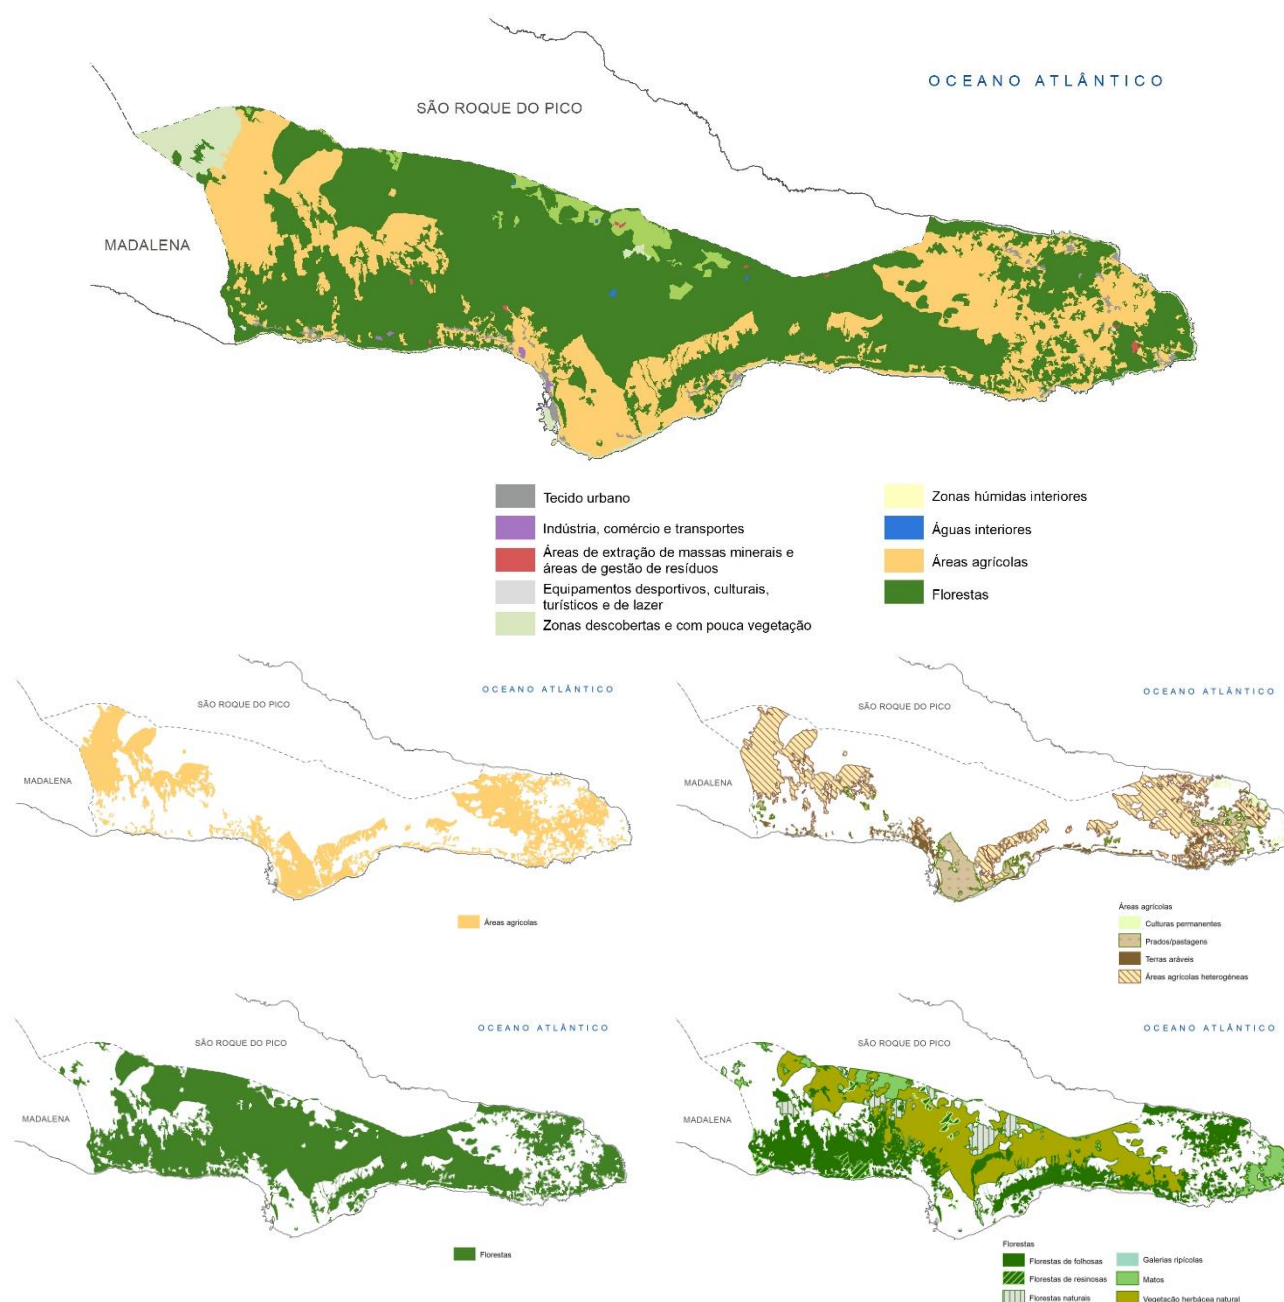 OCEANO ATLÂNTICO
SÃO ROQUE DO PICO
MADALENA
Tecido urbano
Indústria, comércio e transportes
Áreas de extração de massas minerais e
áreas de gestão de resíduos
Equipamentos desportivos, culturais,
turísticos e de lazer
Zonas descobertas e com pouca vegetação
Zonas húmidas interiores
Águas interiores
Áreas agrícolas
Florestas
OCEANO ATLÂNTICO
SÃO ROQUE DO PICO
MADALENA
Áreas agrícolas
OCEANO ATLÂNTICO
SÃO ROQUE DO PICO
MADALENA
Áreas agrícolas
Culturas permanentes
Prados/pastagens
Terras aráveis
Áreas agrícolas heterogéneas
OCEANO ATLÂNTICO
SÃO ROQUE DO PICO
MADALENA
Florestas
OCEANO ATLÂNTICO
SÃO ROQUE DO PICO
MADALENA
Florestas
Florestas de folhosas
Florestas de resinosas
Florestas naturais
Galerias ripícolas
Matos
Vegetação herbácea natural